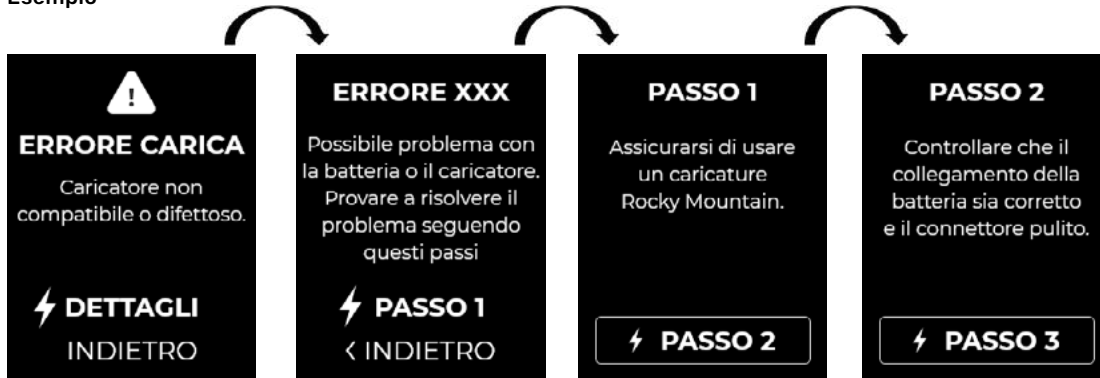 Esempio
ERRORE CARICA
Caricatore non
compatibile o difettoso.
DETTAGLI
INDIETRO
ERRORE XXX
Possibile problema con
la batteria o il caricatore.
Provare a risolvere il
problema seguendo
questi passi
PASSO 1
< INDIETRO
PASSO 1
Assicurarsi di usare
un caricature
Rocky Mountain.
PASSO 2
PASSO 2
Controllare che il
collegamento della
batteria sia corretto
e il connettore pulito.
PASSO 3